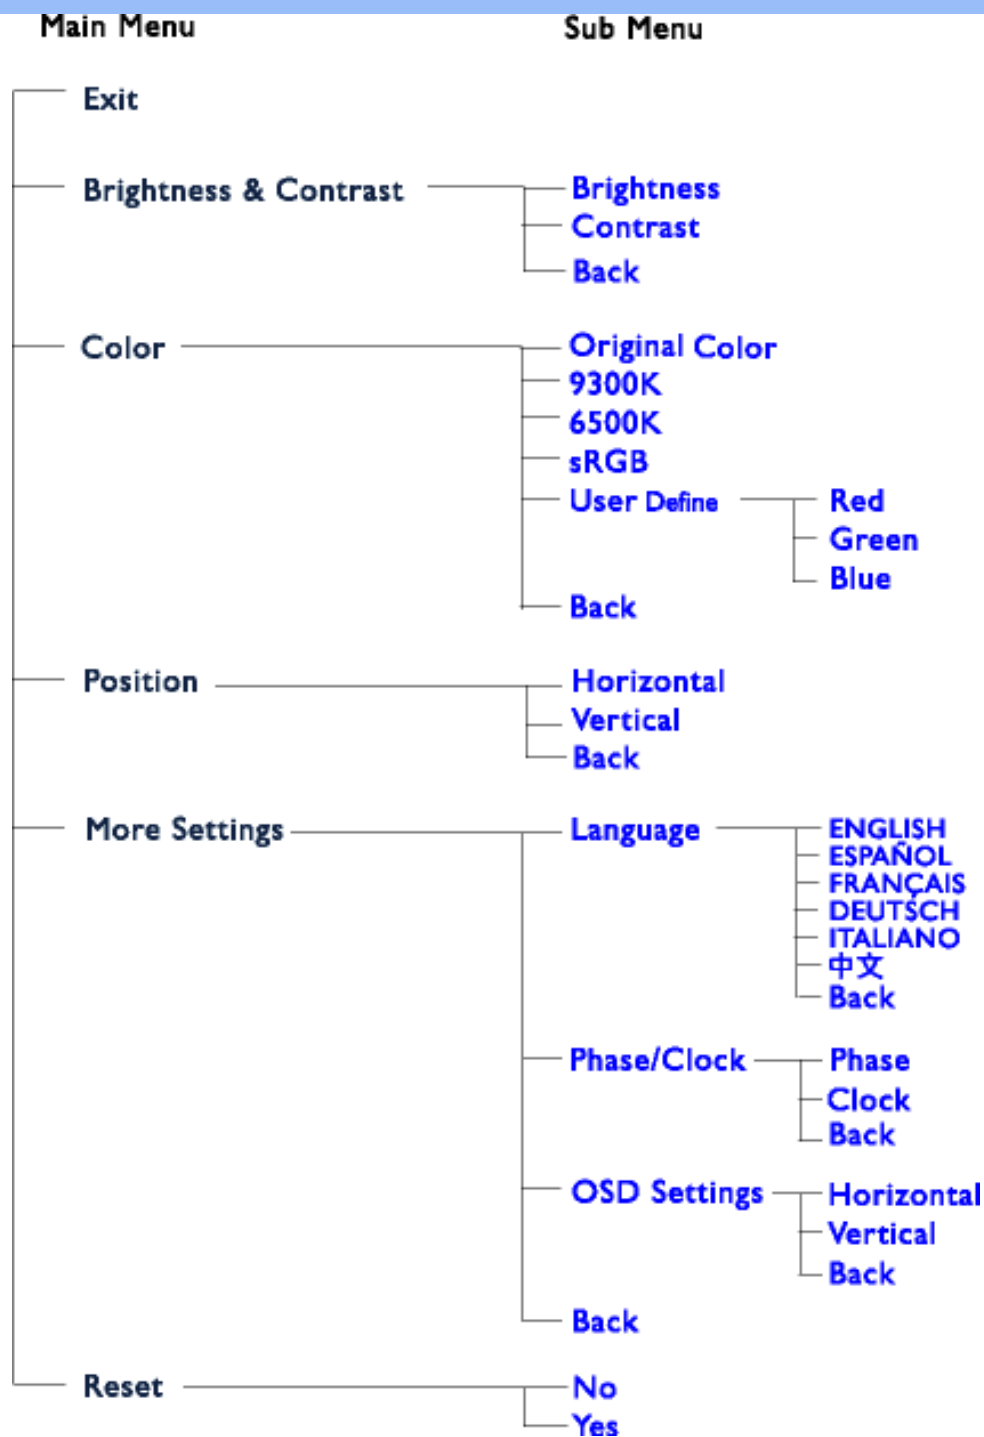 Main Menu
Sub Menu
Exit
Brightness & Contrast
Brightness
Contrast
Back
Color
Original Color
9300K
6500K
sRGB
User Define
Red
Green
Blue
Back
Position
Horizontal
Vertical
Back
More Settings
Language
ENGLISH
ESPAÑOL
FRANÇAIS
DEUTSCH
ITALIANO
中文
Back
Phase/Clock
Phase
Clock
Back
OSD Settings
Horizontal
Vertical
Back
Back
Reset
No
Yes